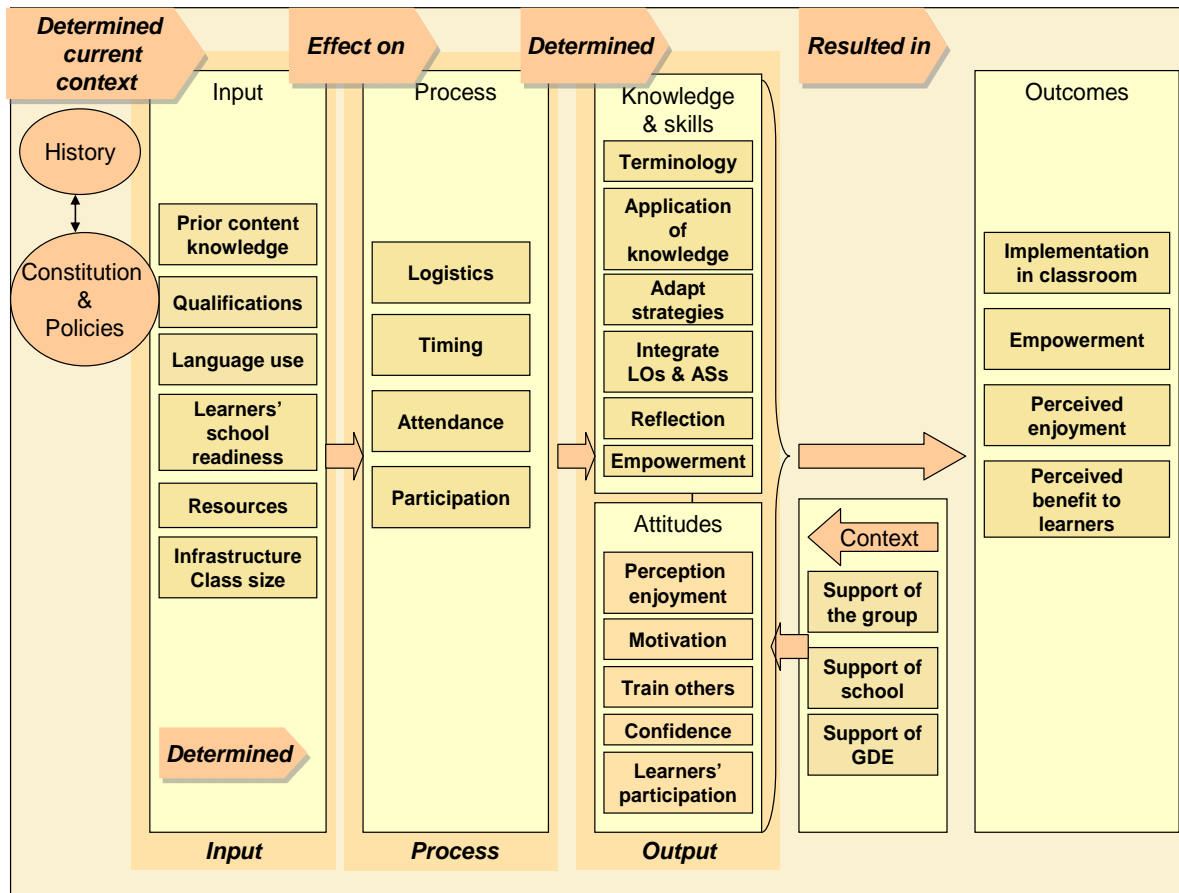 Determined
current
context
Effect on
Determined
Resulted in
History
Constitution
&
Policies
Input
Prior content
knowledge
Qualifications
Language use
Learners'
school
readiness
Resources
Infrastructure
Class size
Determined
Input
Process
Logistics
Timing
Attendance
Participation
Process
Knowledge
& skills
Terminology
Application
of
knowledge
Adapt
strategies
Integrate
LOs & ASs
Reflection
Empowerment
Attitudes
Perception
enjoyment
Motivation
Train others
Confidence
Learners'
participation
Output
Context
Support of
the group
Support of
school
Support of
GDE
Outcomes
Implementation
in classroom
Empowerment
Perceived
enjoyment
Perceived
benefit to
learners